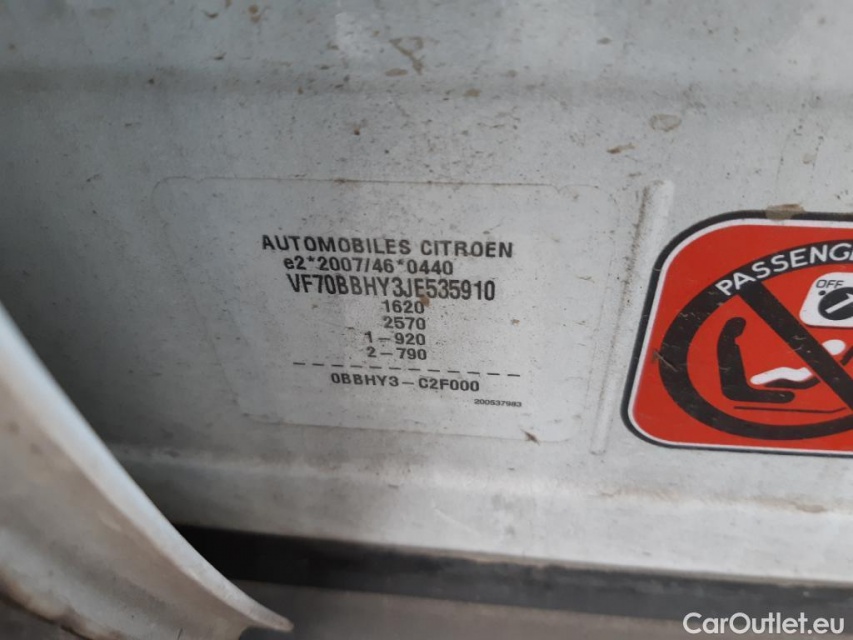 AUTOMOBILES CITROEN
e2*2007/46*0440
VF70BBHY3JE535910
1620
2570
1-920
2-790
0BBHY3-C2F000
200537983
PASSENG
OFF
CarOutlet.eu